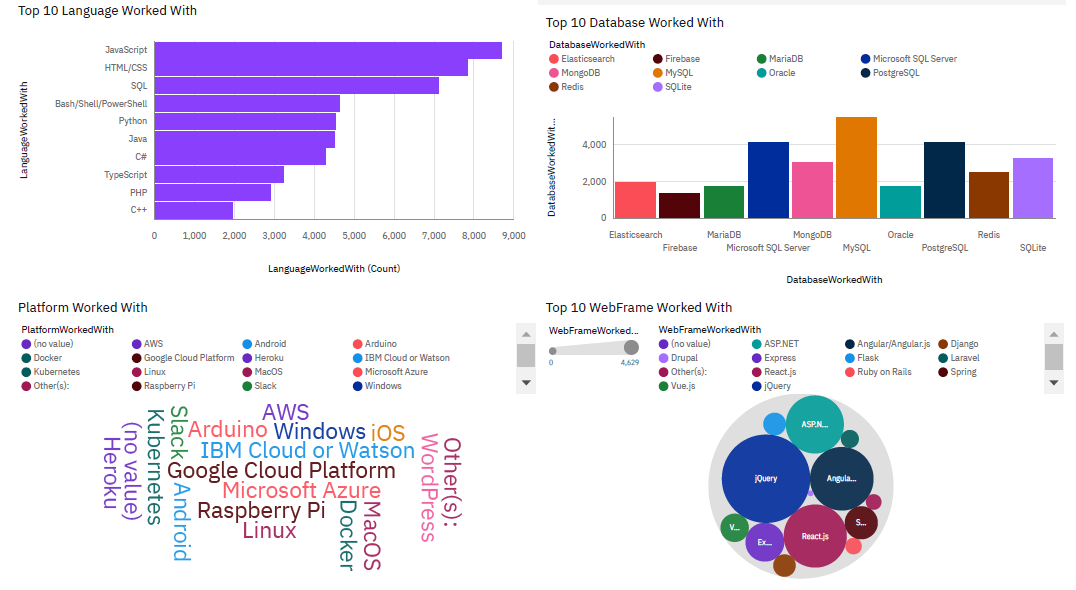 Top 10 Language Worked With
LanguageWorkedWith
JavaScript
HTML/CSS
SQL
Bash/Shell/PowerShell
Python
Java
C#
TypeScript
PHP
C++
0 1,000 2,000 3,000 4,000 5,000 6,000 7,000 8,000 9,000
LanguageWorkedWith (Count)
Top 10 Database Worked With
DatabaseWorkedWith
Elasticsearch Firebase MariaDB Microsoft SQL Server
MongoDB MySQL Oracle PostgreSQL
Redis SQLite
DatabaseWorkedWit...
4,000
2,000
0
Elasticsearch MariaDB MongoDB Oracle Redis
Firebase Microsoft SQL Server MySQL PostgreSQL SQLite
DatabaseWorkedWith
Platform Worked With
PlatformWorkedWith
(no value) AWS Android Arduino
Docker Google Cloud Platform Heroku IBM Cloud or Watson
Kubernetes Linux MacOS Microsoft Azure
Other(s): Raspberry Pi Slack Windows
AWS
Arduino Windows iOS
IBM Cloud or Watson
Google Cloud Platform
Microsoft Azure
Raspberry Pi
Linux
Heroku
(no value)
Kubernetes
Slack
Android
Docker
MacOS
WordPress
Other(s):
Top 10 WebFrame Worked With
WebFrameWorked...
0 4,629
WebFrameWorkedWith
(no value) ASP.NET Angular/Angular.js Django
Drupal Express Flask Laravel
Other(s): React.js Ruby on Rails Spring
Vue.js jQuery
ASP.N...
jQuery
Angula...
V...
Ex...
React.js
S...